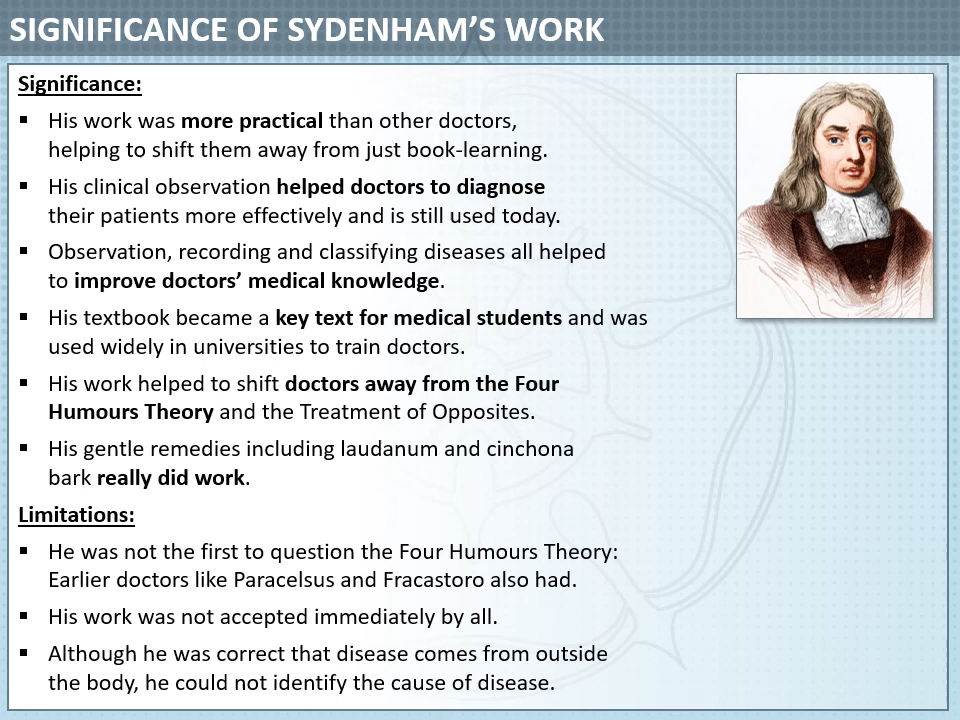 SIGNIFICANCE OF SYDENHAM’S WORK
Significance:
▪ His work was more practical than other doctors,
helping to shift them away from just book-learning.
▪ His clinical observation helped doctors to diagnose
their patients more effectively and is still used today.
▪ Observation, recording and classifying diseases all helped
to improve doctors’ medical knowledge.
▪ His textbook became a key text for medical students and was
used widely in universities to train doctors.
▪ His work helped to shift doctors away from the Four
Humours Theory and the Treatment of Opposites.
▪ His gentle remedies including laudanum and cinchona
bark really did work.
Limitations:
▪ He was not the first to question the Four Humours Theory:
Earlier doctors like Paracelsus and Fracastoro also had.
▪ His work was not accepted immediately by all.
▪ Although he was correct that disease comes from outside
the body, he could not identify the cause of disease.